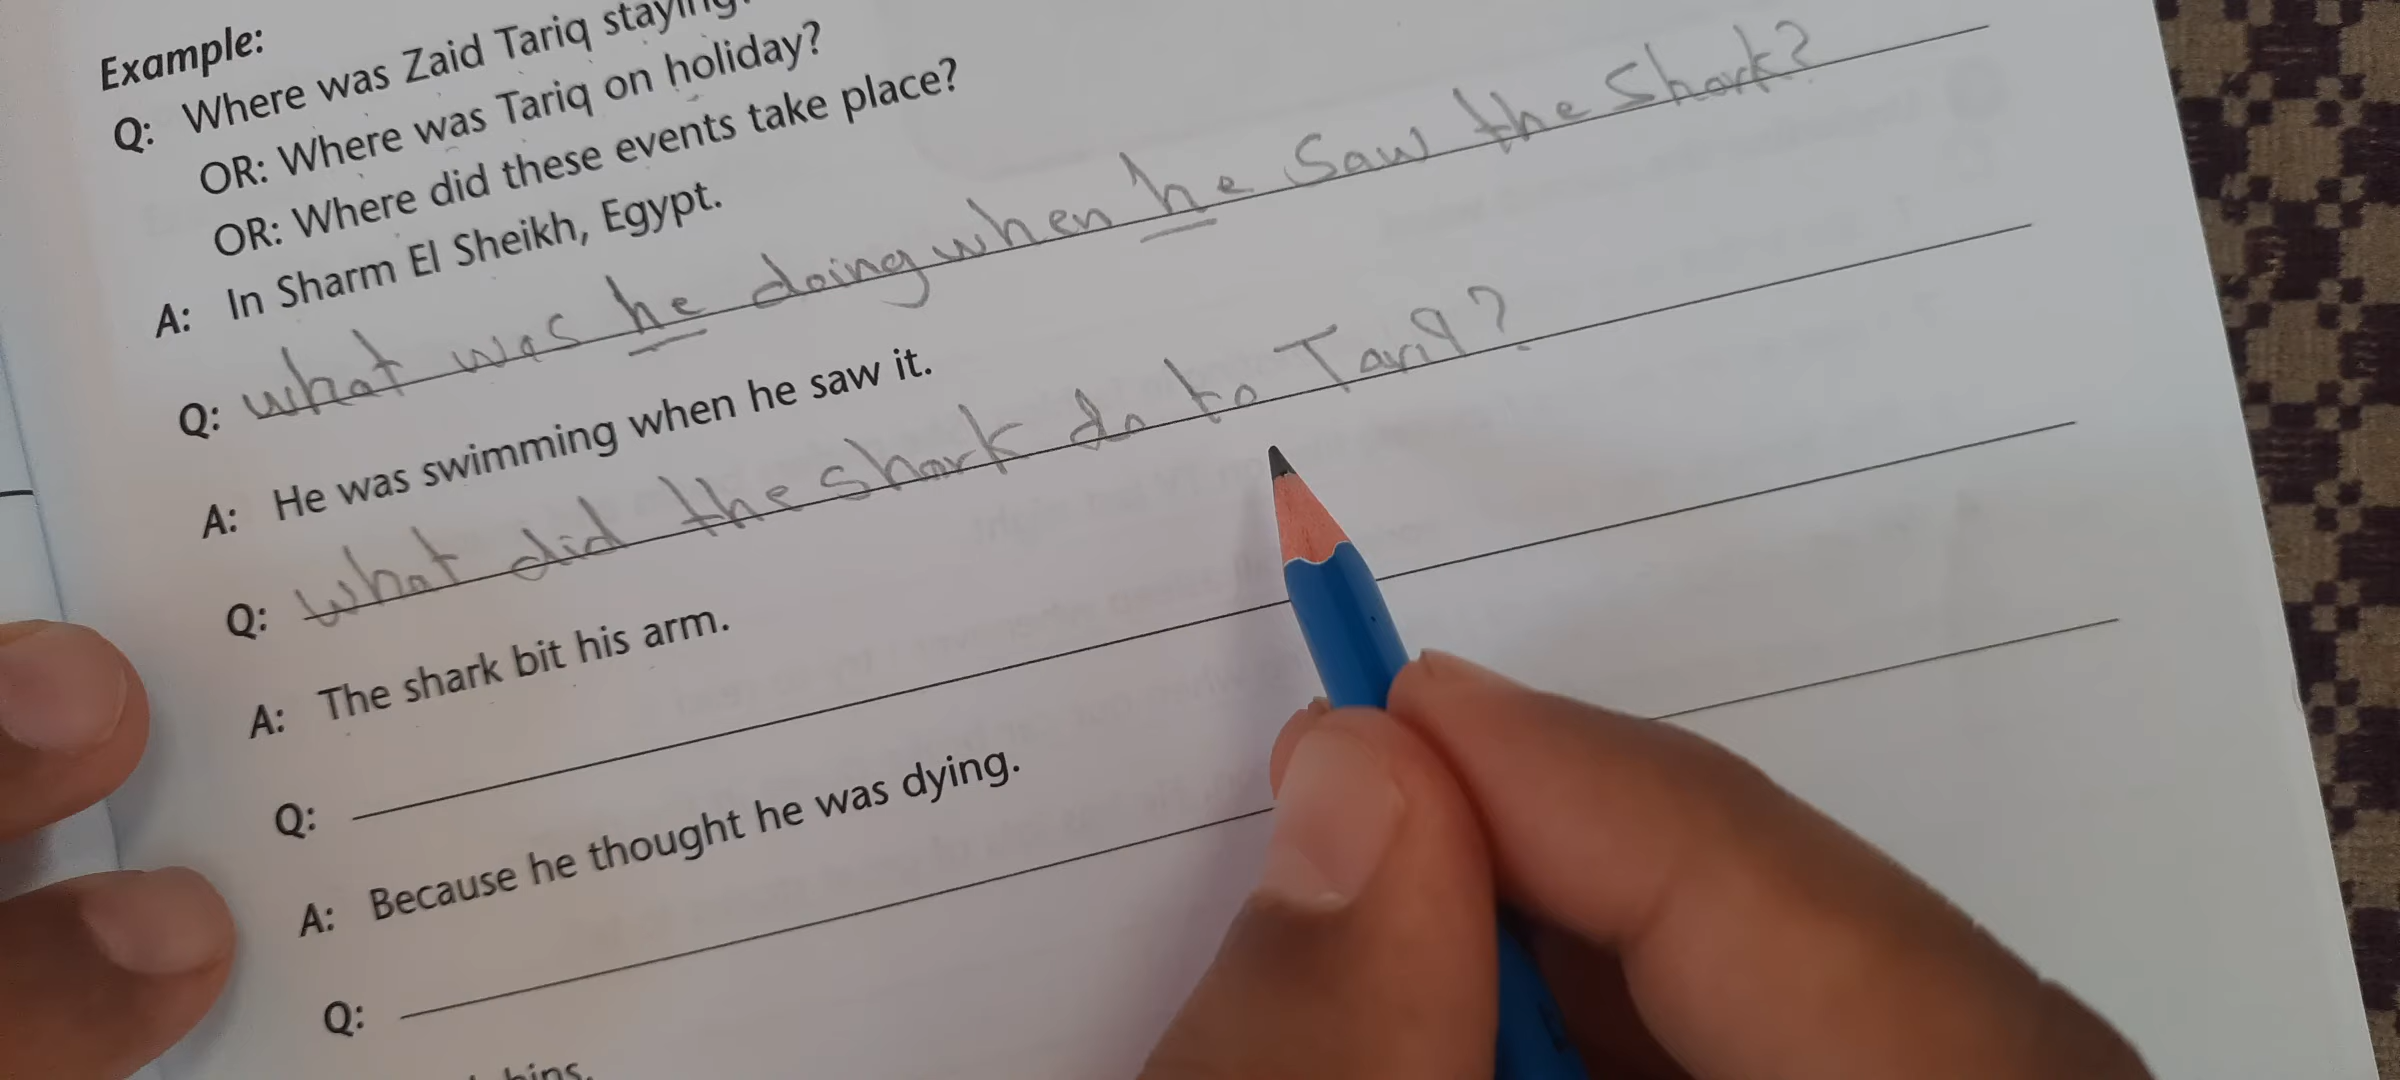 Example:
Q: Where was Zaid Tariq staying?
OR: Where was Tariq on holiday?
OR: Where did these events take place?
A: In Sharm El Sheikh, Egypt.
Q: what was he doing when he saw the Shark?
A: He was swimming when he saw it.
Q: what did the shark do to Tariq?
A: The shark bit his arm.
Q:
A: Because he thought he was dying.
Q: